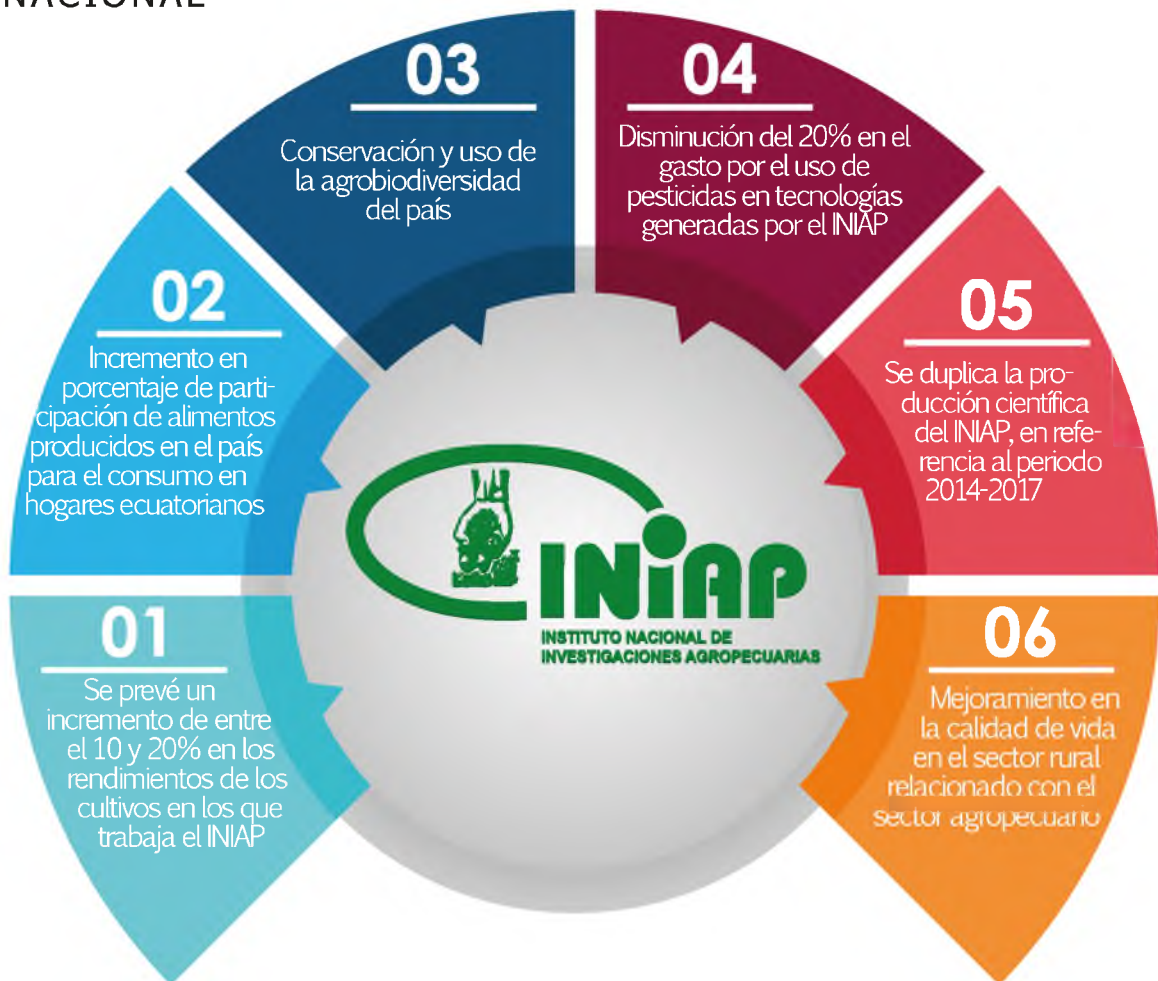 NACIONAL
01
Se prevé un
incremento de entre
el 10 y 20% en los
rendimientos de los
cultivos en los que
trabaja el INIAP
02
Incremento en
porcentaje de parti-
cipación de alimentos
producidos en el país
para el consumo en
hogares ecuatorianos
03
Conservación y uso de
la agrobiodiversidad
del país
04
Disminución del 20% en el
gasto por el uso de
pesticidas en tecnologías
generadas por el INIAP
05
Se duplica la pro-
ducción científica
del INIAP, en refe-
rencia al periodo
2014-2017
06
Mejoramiento en
la calidad de vida
en el sector rural
relacionado con el
sector agropecuario
INiAP
INSTITUTO NACIONAL DE
INVESTIGACIONES AGROPECUARIAS